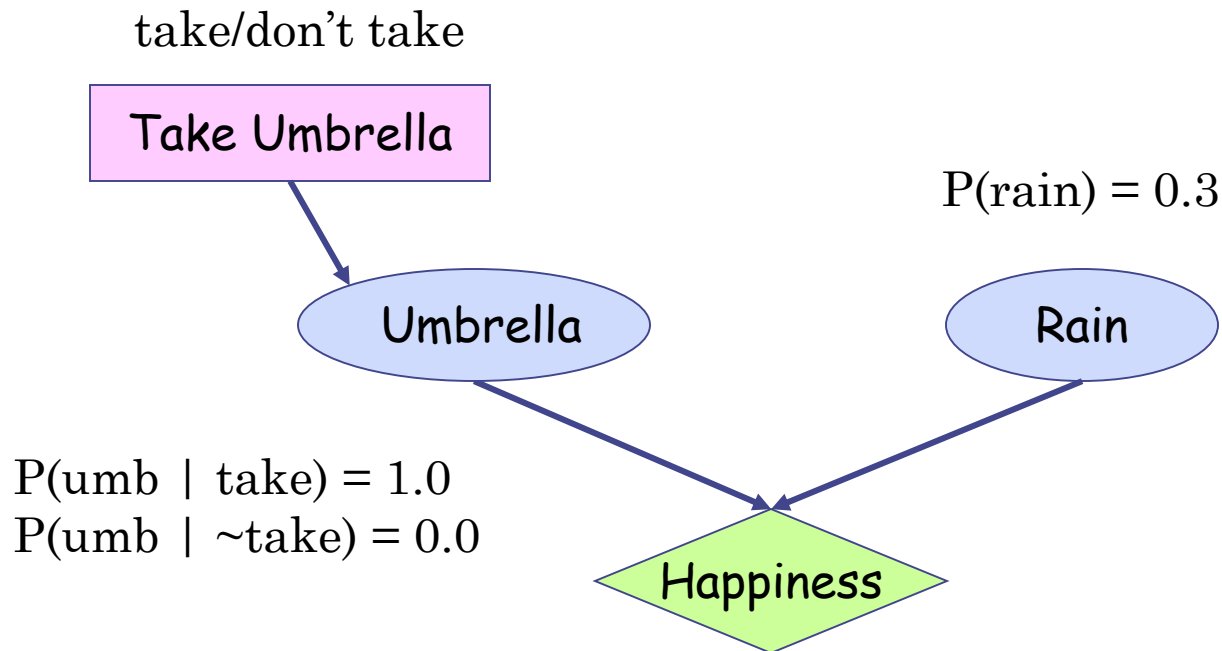 take/don’t take
Take Umbrella
P(rain) = 0.3
Umbrella
Rain
P(umb | take) = 1.0
P(umb | ~take) = 0.0
Happiness